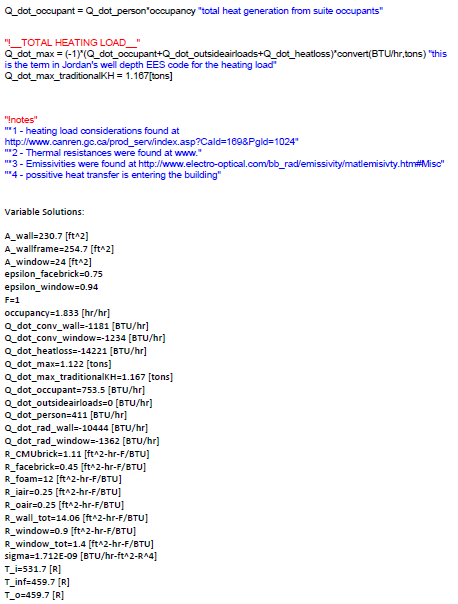 Q_dot_occupant = Q_dot_person*occupancy "total heat generation from suite occupants"
"!__TOTAL HEATING LOAD__"
Q_dot_max = (-1)*(Q_dot_occupant+Q_dot_outsideairloads+Q_dot_heatloss)*convert(BTU/hr,tons) "this
is the term in Jordan's well depth EES code for the heating load"
Q_dot_max_traditionalKH = 1.167[tons]
"!notes"
"*1 - heating load considerations found at
http://www.canren.gc.ca/prod_serv/index.asp?CaId=169&PgId=1024"
"*2 - Thermal resistances were found at www."
"*3 - Emissivities were found at http://www.electro-optical.com/bb_rad/emissivity/matlemisivty.htm#Misc"
"*4 - possitive heat transfer is entering the building"
Variable Solutions:
A_wall=230.7 [ft^2]
A_wallframe=254.7 [ft^2]
A_window=24 [ft^2]
epsilon_facebrick=0.75
epsilon_window=0.94
F=1
occupancy=1.833 [hr/hr]
Q_dot_conv_wall=-1181 [BTU/hr]
Q_dot_conv_window=-1234 [BTU/hr]
Q_dot_heatloss=-14221 [BTU/hr]
Q_dot_max=1.122 [tons]
Q_dot_max_traditionalKH=1.167 [tons]
Q_dot_occupant=753.5 [BTU/hr]
Q_dot_outsideairloads=0 [BTU/hr]
Q_dot_person=411 [BTU/hr]
Q_dot_rad_wall=-10444 [BTU/hr]
Q_dot_rad_window=-1362 [BTU/hr]
R_CMUbrick=1.11 [ft^2-hr-F/BTU]
R_facebrick=0.45 [ft^2-hr-F/BTU]
R_foam=12 [ft^2-hr-F/BTU]
R_iair=0.25 [ft^2-hr-F/BTU]
R_oair=0.25 [ft^2-hr-F/BTU]
R_wall_tot=14.06 [ft^2-hr-F/BTU]
R_window=0.9 [ft^2-hr-F/BTU]
R_window_tot=1.4 [ft^2-hr-F/BTU]
sigma=1.712E-09 [BTU/hr-ft^2-R^4]
T_i=531.7 [R]
T_inf=459.7 [R]
T_o=459.7 [R]